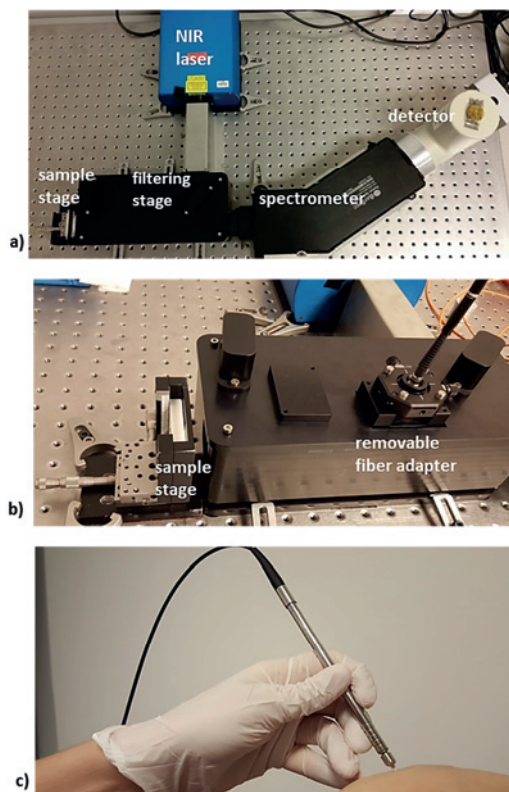 NIR
laser
detector
sample
stage
filtering
stage
spectrometer
a)
removable
fiber adapter
sample
stage
b)
c)